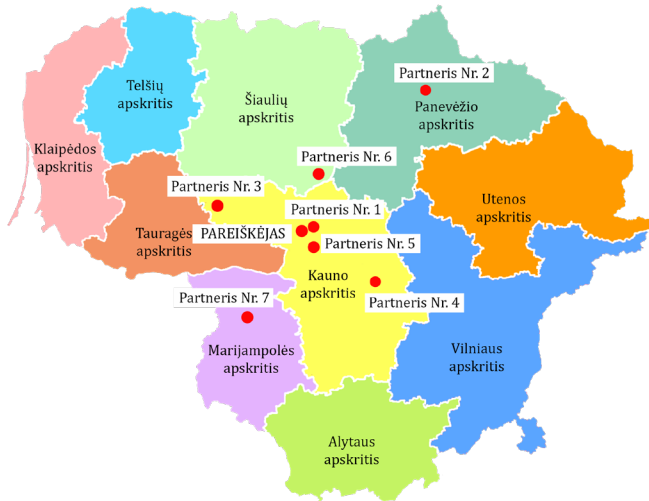 Partneris Nr. 2
Telšių
apskritis
Šiaulių
apskritis
Panevėžio
apskritis
Klaipėdos
apskritis
Partneris Nr. 6
Partneris Nr. 3
Utenos
apskritis
Partneris Nr. 1
Tauragės
apskritis
PAREIŠKĖJAS
Partneris Nr. 5
Kauno
apskritis
Partneris Nr. 7
Partneris Nr. 4
Marijampolės
apskritis
Vilniaus
apskritis
Alytaus
apskritis